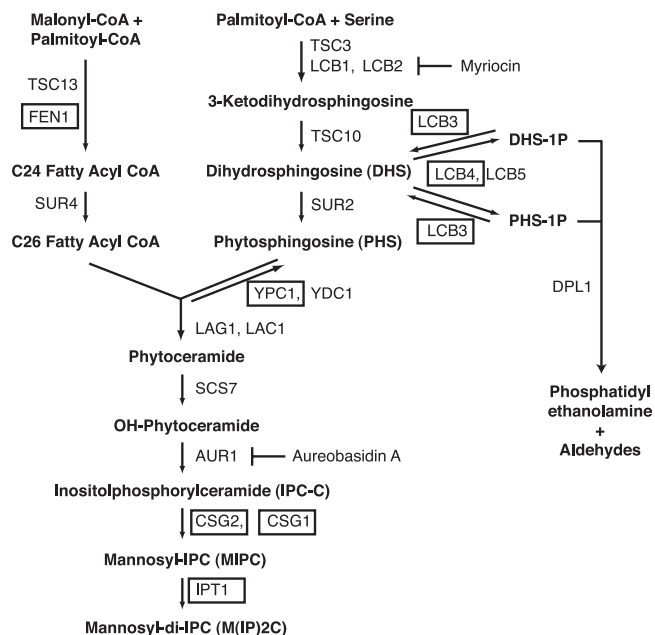 Malonyl-CoA +
Palmitoyl-CoA
Palmitoyl-CoA + Serine
TSC3
LCB1, LCB2
Myriocin
TSC13
FEN1
3-Ketodihydrosphingosine
TSC10
LCB3
DHS-1P
C24 Fatty Acyl CoA
Dihydrosphingosine (DHS)
LCB4, LCB5
SUR4
SUR2
PHS-1P
LCB3
C26 Fatty Acyl CoA
Phytosphingosine (PHS)
YPC1, YDC1
DPL1
LAG1, LAC1
Phytoceramide
SCS7
Phosphatidyl
ethanolamine
+
Aldehydes
OH-Phytoceramide
AUR1
Aureobasidin A
Inositolphosphorylceramide (IPC-C)
CSG2, CSG1
Mannosyl-IPC (MIPC)
IPT1
Mannosyl-di-IPC (M(IP)2C)